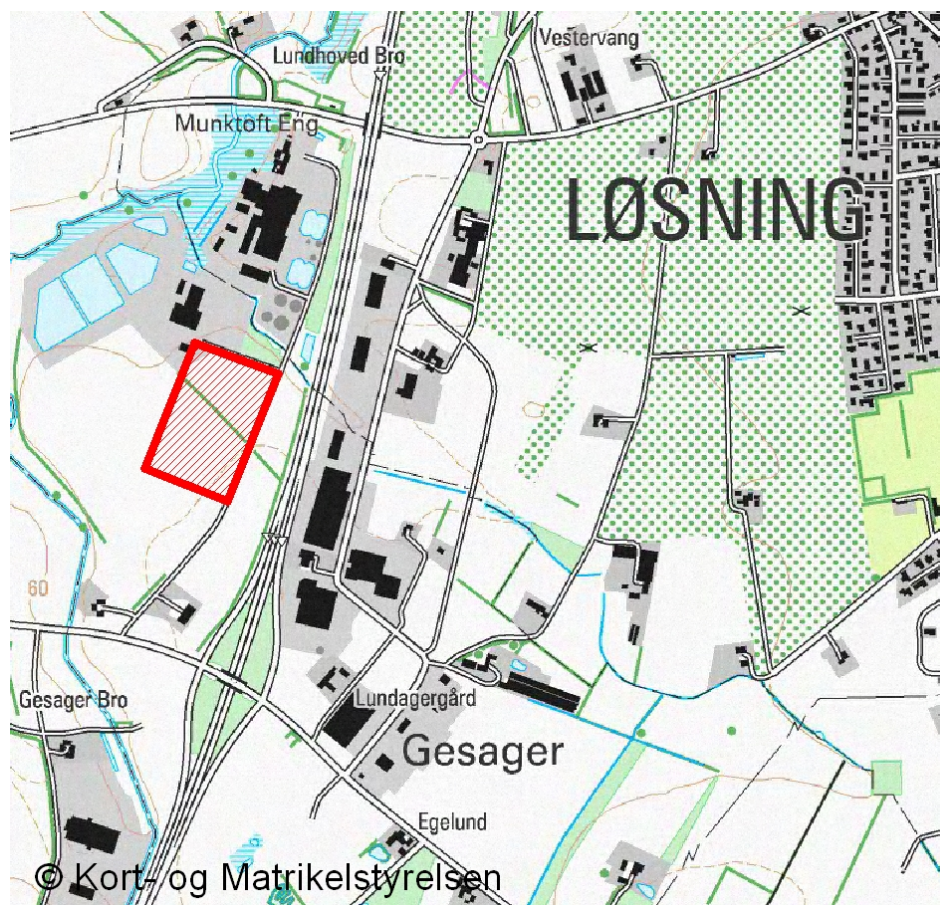 Vestervang
Lundhoved Bro
Munktoft Eng
LØSNING
60
Gesager Bro
Lundagergård
Gesager
Egelund
© Kort- og Matrikelstyrelsen